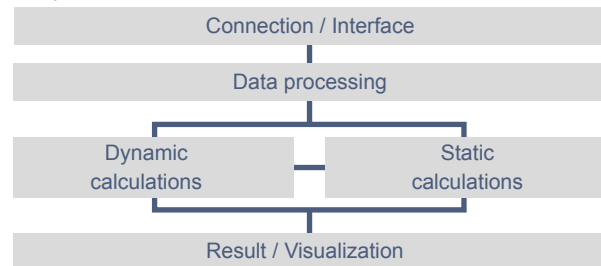 Connection / Interface
Data processing
Dynamic
calculations
Static
calculations
Result / Visualization